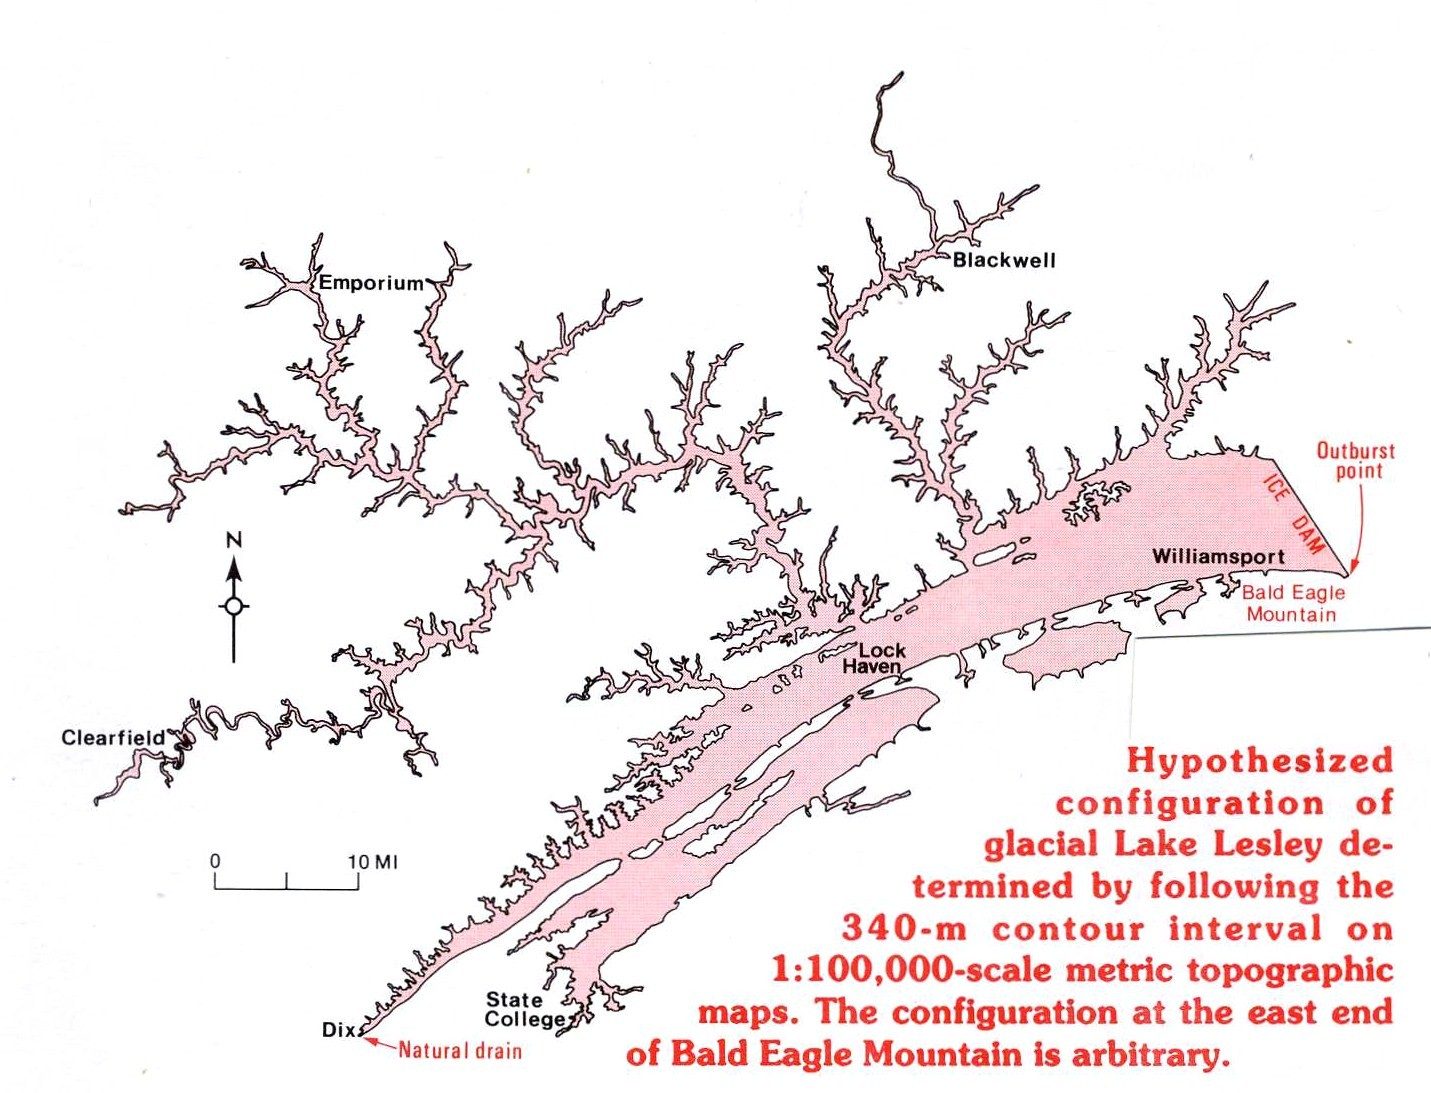 Blackwell
Emporium
Outburst
point
ICE
DAM
N
Williamsport
Bald Eagle
Mountain
Lock
Haven
Clearfield
0 10 MI
Hypothesized
configuration of
glacial Lake Lesley de-
termined by following the
340-m contour interval on
1:100,000-scale metric topographic
maps. The configuration at the east end
of Bald Eagle Mountain is arbitrary.
State
College
Dix
Natural drain